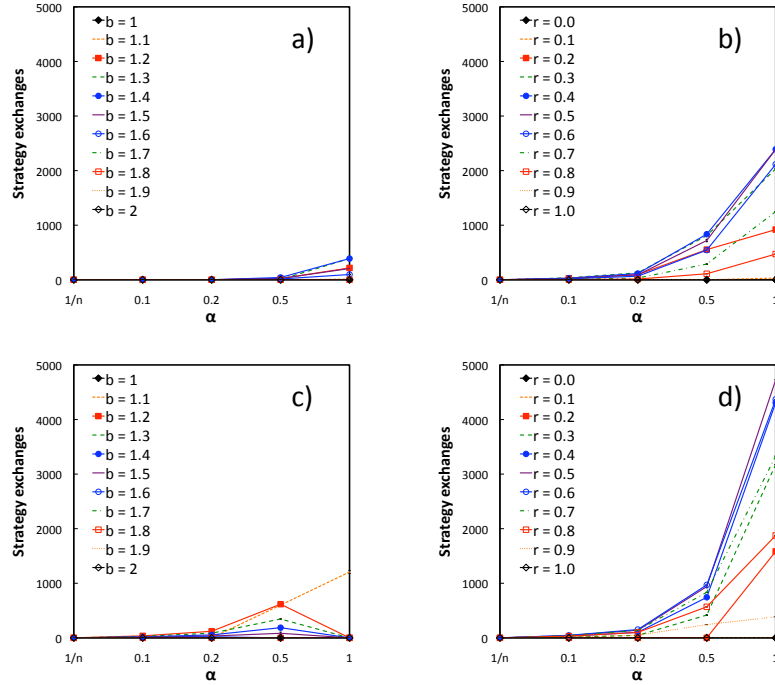 a)
5000
4000
3000
2000
1000
0
Strategy exchanges
b = 1
b = 1.1
b = 1.2
b = 1.3
b = 1.4
b = 1.5
b = 1.6
b = 1.7
b = 1.8
b = 1.9
b = 2
1/n 0.1 0.2 0.5 1
α
b)
5000
4000
3000
2000
1000
0
Strategy exchanges
r = 0.0
r = 0.1
r = 0.2
r = 0.3
r = 0.4
r = 0.5
r = 0.6
r = 0.7
r = 0.8
r = 0.9
r = 1.0
1/n 0.1 0.2 0.5 1
α
c)
5000
4000
3000
2000
1000
0
Strategy exchanges
b = 1
b = 1.1
b = 1.2
b = 1.3
b = 1.4
b = 1.5
b = 1.6
b = 1.7
b = 1.8
b = 1.9
b = 2
1/n 0.1 0.2 0.5 1
α
d)
5000
4000
3000
2000
1000
0
Strategy exchanges
r = 0.0
r = 0.1
r = 0.2
r = 0.3
r = 0.4
r = 0.5
r = 0.6
r = 0.7
r = 0.8
r = 0.9
r = 1.0
1/n 0.1 0.2 0.5 1
α